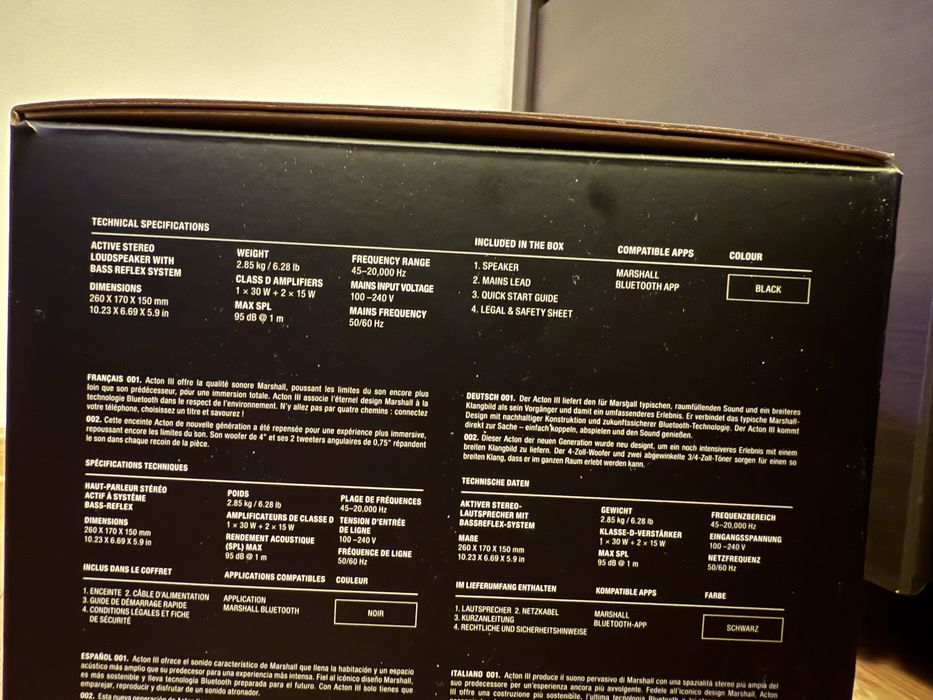 TECHNICAL SPECIFICATIONS
ACTIVE STEREO
LOUDSPEAKER WITH
BASS REFLEX SYSTEM
DIMENSIONS
260 X 170 X 150 mm
10.23 X 6.69 X 5.9 in
WEIGHT
2.85 kg / 6.28 lb
CLASS D AMPLIFIERS
1 × 30 W + 2 × 15 W
MAX SPL
95 dB @ 1 m
FREQUENCY RANGE
45–20,000 Hz
MAINS INPUT VOLTAGE
100 –240 V
MAINS FREQUENCY
50/60 Hz
INCLUDED IN THE BOX
1. SPEAKER
2. MAINS LEAD
3. QUICK START GUIDE
4. LEGAL & SAFETY SHEET
COMPATIBLE APPS
MARSHALL
BLUETOOTH APP
COLOUR
BLACK
FRANÇAIS 001. Acton III offre la qualité sonore Marshall, poussant les limites du son encore plus
loin que son prédécesseur, pour une immersion totale. Acton III associe l'éternel design Marshall à la
technologie Bluetooth dans le respect de l'environnement. N'y allez pas par quatre chemins : connectez
votre téléphone, choisissez un titre et savourez !
002. Cette enceinte Acton de nouvelle génération a été repensée pour une expérience plus immersive,
repoussant encore les limites du son. Son woofer de 4" et ses 2 tweeters angulaires de 0,75" répandent
le son dans chaque recoin de la pièce.
SPÉCIFICATIONS TECHNIQUES
HAUT-PARLEUR STÉRÉO
ACTIF À SYSTÈME
BASS-REFLEX
DIMENSIONS
260 X 170 X 150 mm
10.23 X 6.69 X 5.9 in
POIDS
2.85 kg / 6.28 lb
AMPLIFICATEURS DE CLASSE D
1 × 30 W + 2 × 15 W
RENDEMENT ACOUSTIQUE
(SPL) MAX
95 dB @ 1 m
PLAGE DE FRÉQUENCES
45–20,000 Hz
TENSION D'ENTRÉE
DE LIGNE
100 –240 V
FRÉQUENCE DE LIGNE
50/60 Hz
INCLUS DANS LE COFFRET
1. ENCEINTE 2. CÂBLE D'ALIMENTATION
3. GUIDE DE DÉMARRAGE RAPIDE
4. CONDITIONS LÉGALES ET FICHE
DE SÉCURITÉ
APPLICATIONS COMPATIBLES
APPLICATION
MARSHALL BLUETOOTH
COULEUR
NOIR
DEUTSCH 001. Der Acton III liefert den für Marshall typischen, raumfüllenden Sound und ein breiteres
Klangbild als sein Vorgänger und damit ein umfassenderes Erlebnis. Er verbindet das typische Marshall-
Design mit nachhaltiger Konstruktion und zukunftssicherer Bluetooth-Technologie. Der Acton III kommt
direkt zur Sache – einfach koppeln, abspielen und den Sound genießen.
002. Dieser Acton der neuen Generation wurde neu designt, um ein noch intensiveres Erlebnis mit einem
breiten Klangbild zu liefern. Der 4-Zoll-Woofer und zwei abgewinkelte 3/4-Zoll-Töner sorgen für einen so
breiten Klang, dass er im ganzen Raum erlebt werden kann.
TECHNISCHE DATEN
AKTIVER STEREO-
LAUTSPRECHER MIT
BASSREFLEX-SYSTEM
MAßE
260 X 170 X 150 mm
10.23 X 6.69 X 5.9 in
GEWICHT
2.85 kg / 6.28 lb
KLASSE-D-VERSTÄRKER
1 × 30 W + 2 × 15 W
MAX SPL
95 dB @ 1 m
FREQUENZBEREICH
45–20,000 Hz
EINGANGSSPANNUNG
100 –240 V
NETZFREQUENZ
50/60 Hz
IM LIEFERUMFANG ENTHALTEN
1. LAUTSPRECHER 2. NETZKABEL
3. KURZANLEITUNG
4. RECHTLICHE UND SICHERHEITSHINWEISE
KOMPATIBLE APPS
MARSHALL
BLUETOOTH-APP
FARBE
SCHWARZ
ESPAÑOL 001. Acton III ofrece el sonido característico de Marshall que llena la habitación y un espacio
acústico más amplio que su predecesor para una experiencia más intensa. Fiel al icónico diseño Marshall,
es más sostenible y lleva tecnología Bluetooth preparada para el futuro. Con Acton III solo tienes que
emparejar, reproducir y disfrutar de un sonido atronador.
002. Esta nueva generación de Acton
ITALIANO 001. Acton III produce il suono pervasivo di Marshall con una spazialità stereo più ampia del
suo predecessore per un'esperienza ancora più avvolgente. Fedele all'iconico design Marshall, Acton
III offre una costruzione più sostenibile, l'ultima tecnologia Bluetooth